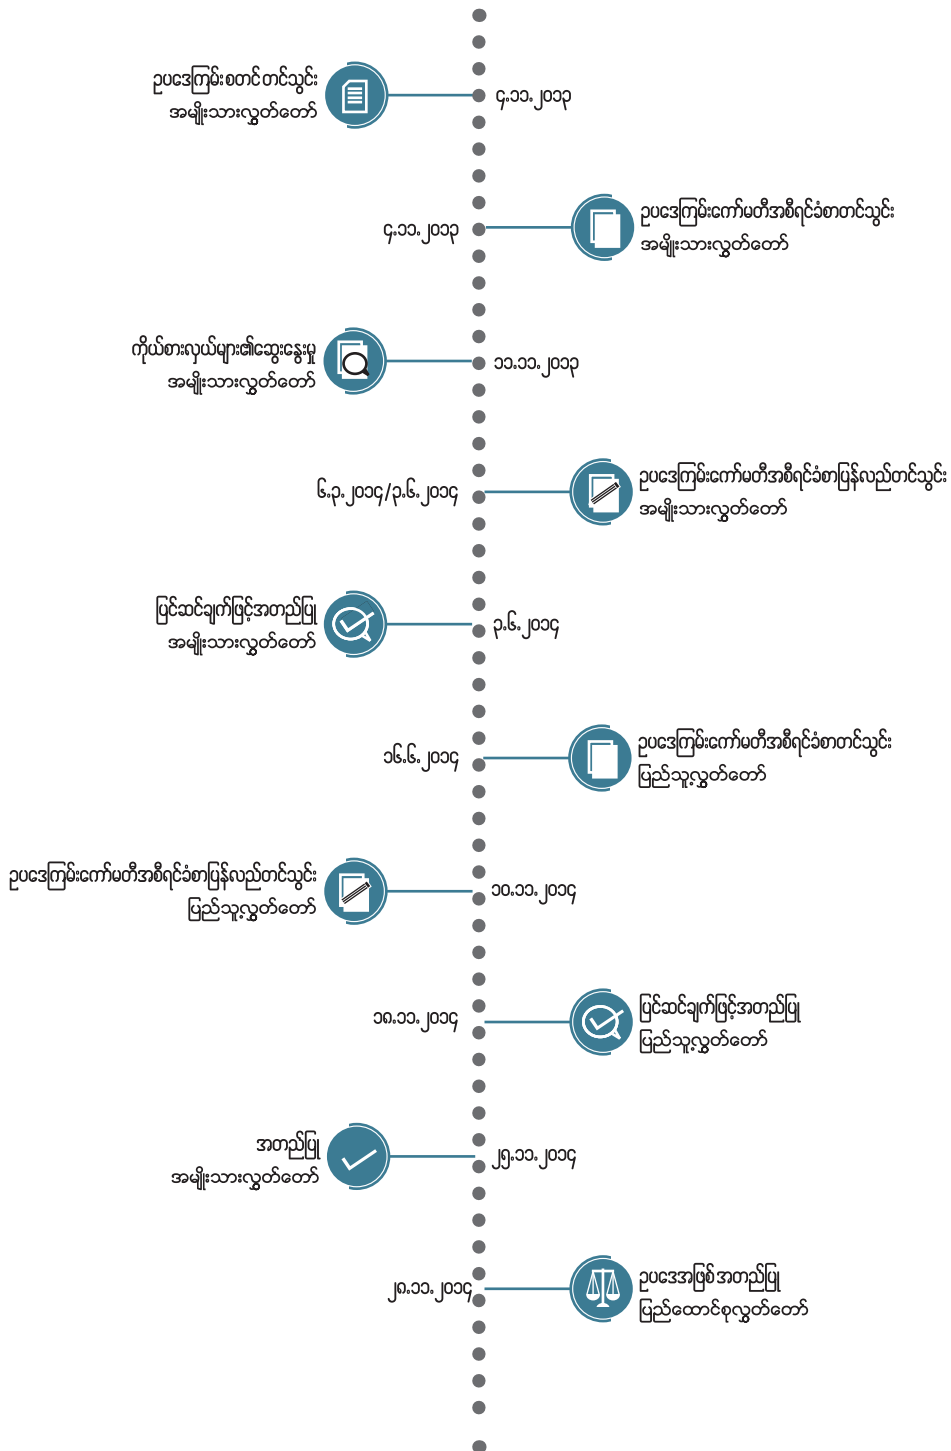 ဥပဒေကြမ်းစတင်တင်သွင်း
အမျိုးသားလွှတ်တော်
၄.၁၁.၂၀၁၃
၄.၁၁.၂၀၁၃
ဥပဒေကြမ်းကော်မတီအစီရင်ခံစာတင်သွင်း
အမျိုးသားလွှတ်တော်
ကိုယ်စားလှယ်များ၏ဆွေးနွေးမှု
အမျိုးသားလွှတ်တော်
၁၁.၁၁.၂၀၁၃
၆.၃.၂၀၁၄/၃.၆.၂၀၁၄
ဥပဒေကြမ်းကော်မတီအစီရင်ခံစာပြန်လည်တင်သွင်း
အမျိုးသားလွှတ်တော်
ပြင်ဆင်ချက်ဖြင့်အတည်ပြု
အမျိုးသားလွှတ်တော်
၃.၆.၂၀၁၄
၁၆.၆.၂၀၁၄
ဥပဒေကြမ်းကော်မတီအစီရင်ခံစာတင်သွင်း
ပြည်သူ့လွှတ်တော်
ဥပဒေကြမ်းကော်မတီအစီရင်ခံစာပြန်လည်တင်သွင်း
ပြည်သူ့လွှတ်တော်
၁၀.၁၁.၂၀၁၄
၁၈.၁၁.၂၀၁၄
ပြင်ဆင်ချက်ဖြင့်အတည်ပြု
ပြည်သူ့လွှတ်တော်
အတည်ပြု
အမျိုးသားလွှတ်တော်
၂၅.၁၁.၂၀၁၄
၂၈.၁၁.၂၀၁၄
ဥပဒေအဖြစ်အတည်ပြု
ပြည်ထောင်စုလွှတ်တော်